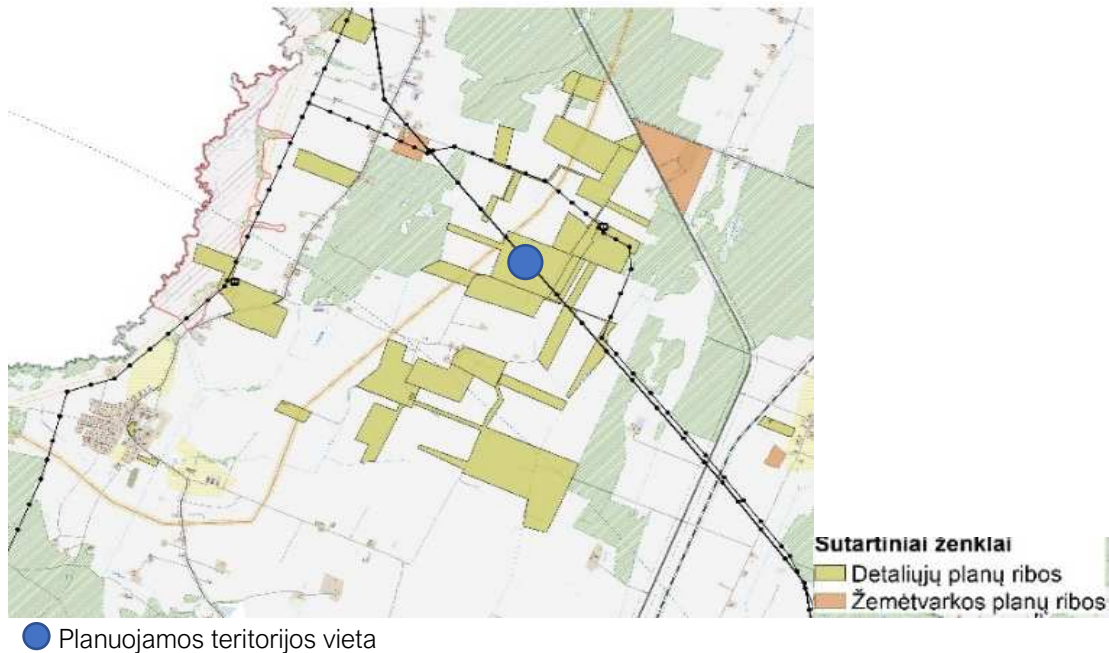 Sutartiniai ženklai
Detaliųjų planų ribos
Žemėtvarkos planų ribos
Planuojamos teritorijos vieta